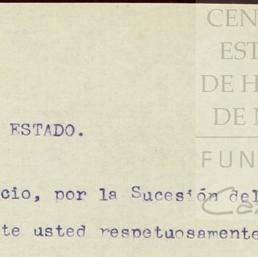 CEN
EST
DE H
DE
FUN
ESTADO.
cio, por la Sucesión del
te usted respetuosamente